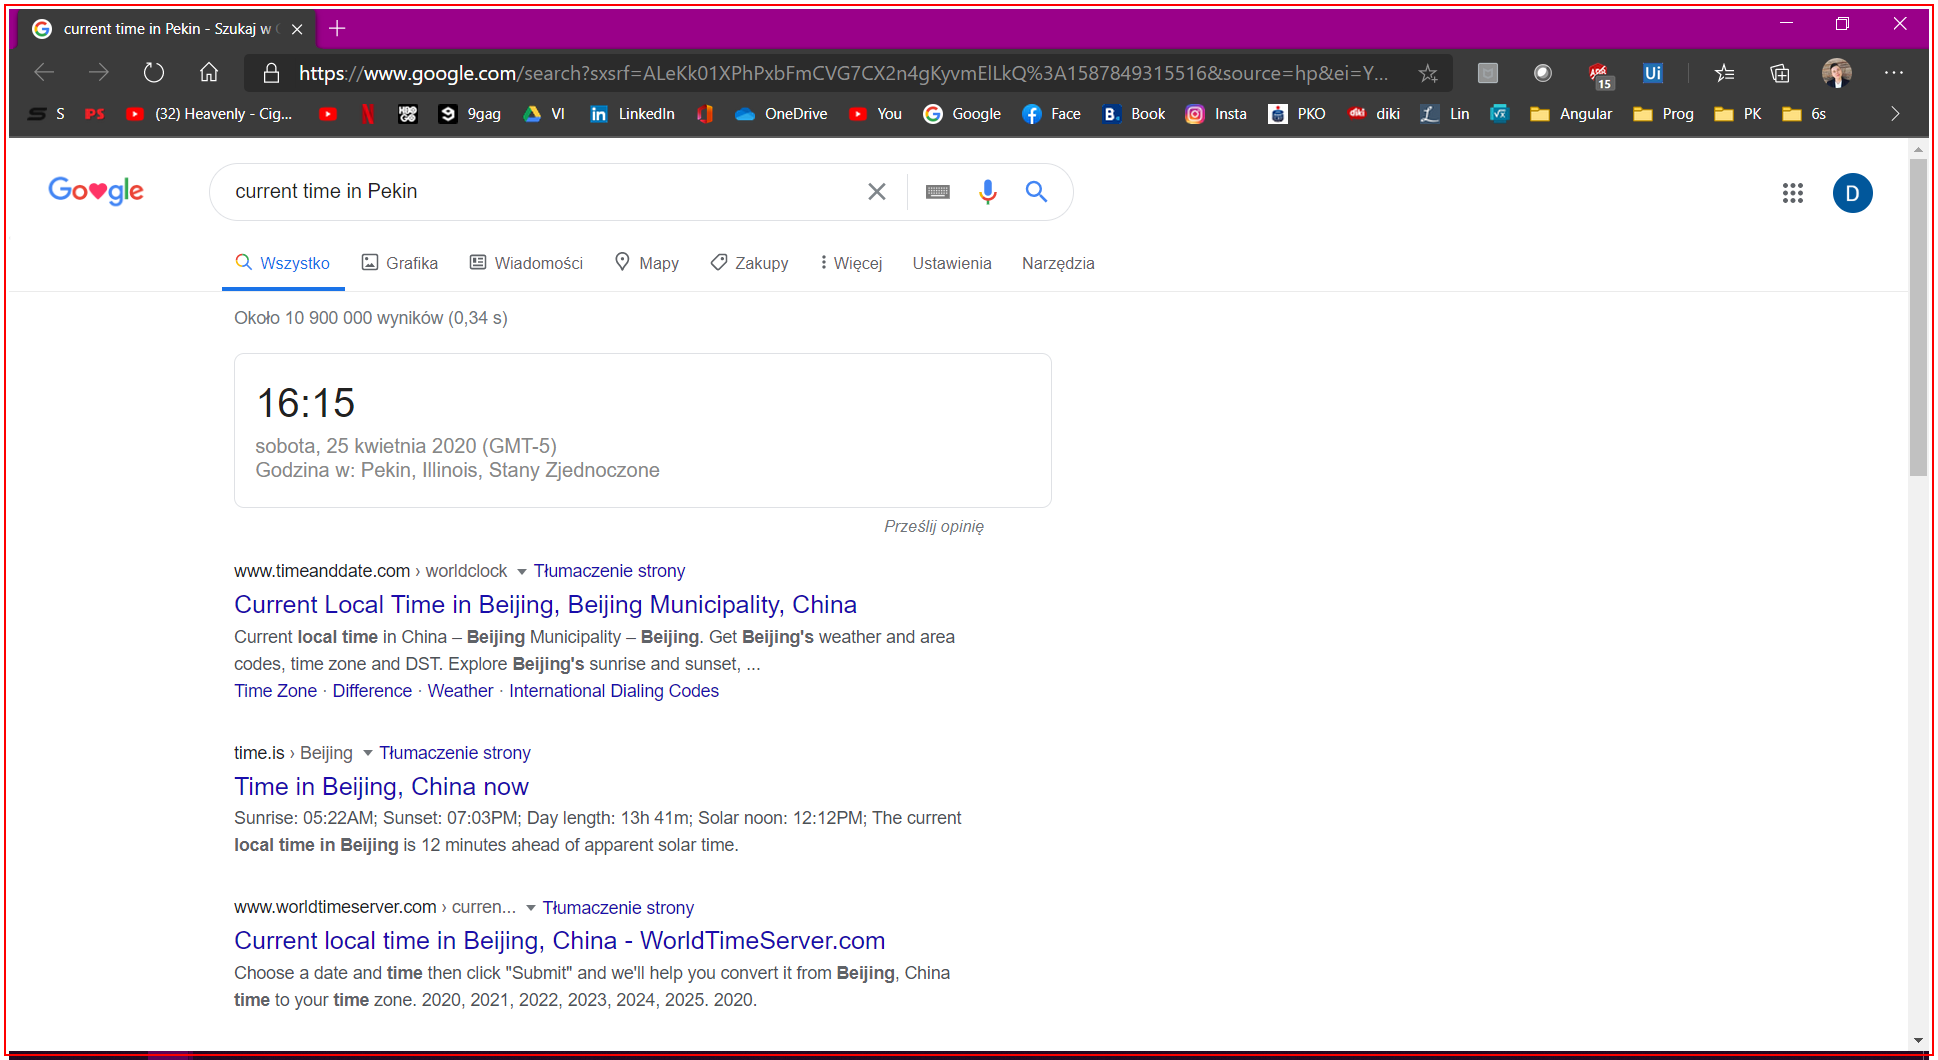 current time in Pekin - Szukaj w G
https://www.google.com/search?sxsrf=ALeKk01XPhPxbFmCVG7CX2n4gKyvmElLkQ%3A1587849315516&source=hp&ei=Y...
15
Ui
S
PS
(32) Heavenly - Cig...
N
HBO GO
9gag
VI
in LinkedIn
OneDrive
You
Google
Face
B. Book
Insta
PKO
diki diki
L Lin
√x
Angular
Prog
PK
6s
Google
current time in Pekin
D
Wszystko
Grafika
Wiadomości
Mapy
Zakupy
Więcej
Ustawienia
Narzędzia
Około 10 900 000 wyników (0,34 s)
16:15
sobota, 25 kwietnia 2020 (GMT-5)
Godzina w: Pekin, Illinois, Stany Zjednoczone
Prześlij opinię
www.timeanddate.com › worldclock Tłumaczenie strony
Current Local Time in Beijing, Beijing Municipality, China
Current local time in China – Beijing Municipality – Beijing. Get Beijing's weather and area
codes, time zone and DST. Explore Beijing's sunrise and sunset, ...
Time Zone · Difference · Weather · International Dialing Codes
time.is › Beijing Tłumaczenie strony
Time in Beijing, China now
Sunrise: 05:22AM; Sunset: 07:03PM; Day length: 13h 41m; Solar noon: 12:12PM; The current
local time in Beijing is 12 minutes ahead of apparent solar time.
www.worldtimeserver.com › curren... Tłumaczenie strony
Current local time in Beijing, China - WorldTimeServer.com
Choose a date and time then click "Submit" and we'll help you convert it from Beijing, China
time to your time zone. 2020, 2021, 2022, 2023, 2024, 2025. 2020.